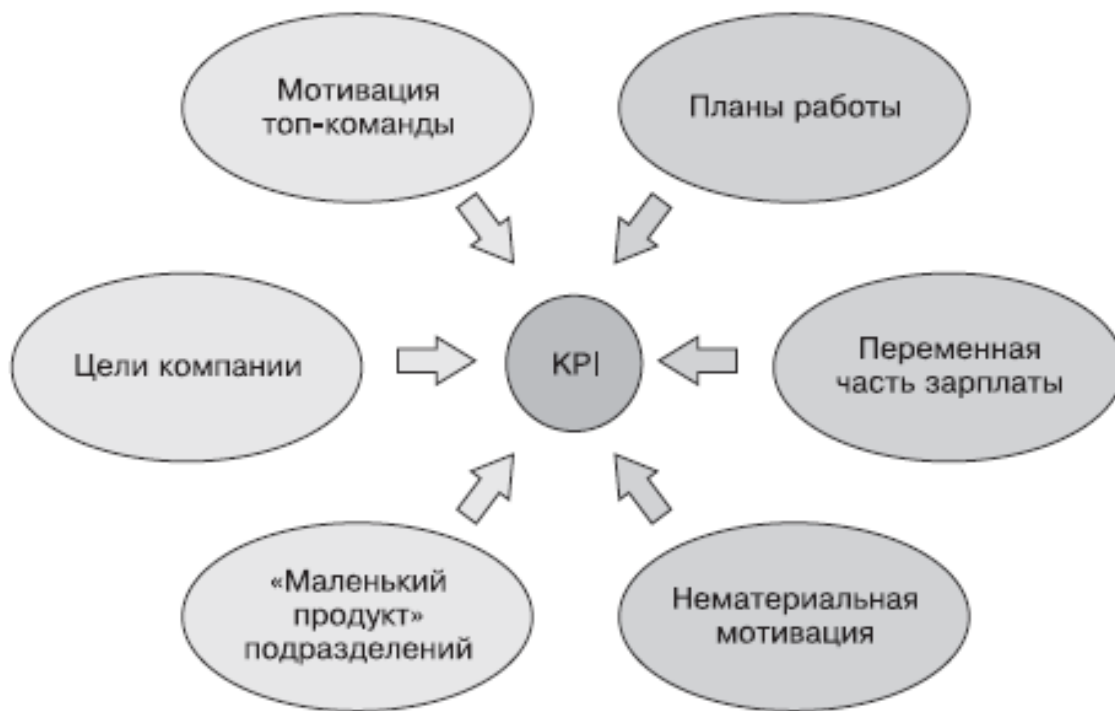 Мотивация
топ-команды
Планы работы
Цели компании
KPI
Переменная
часть зарплаты
«Маленький
продукт»
подразделений
Нематериальная
мотивация